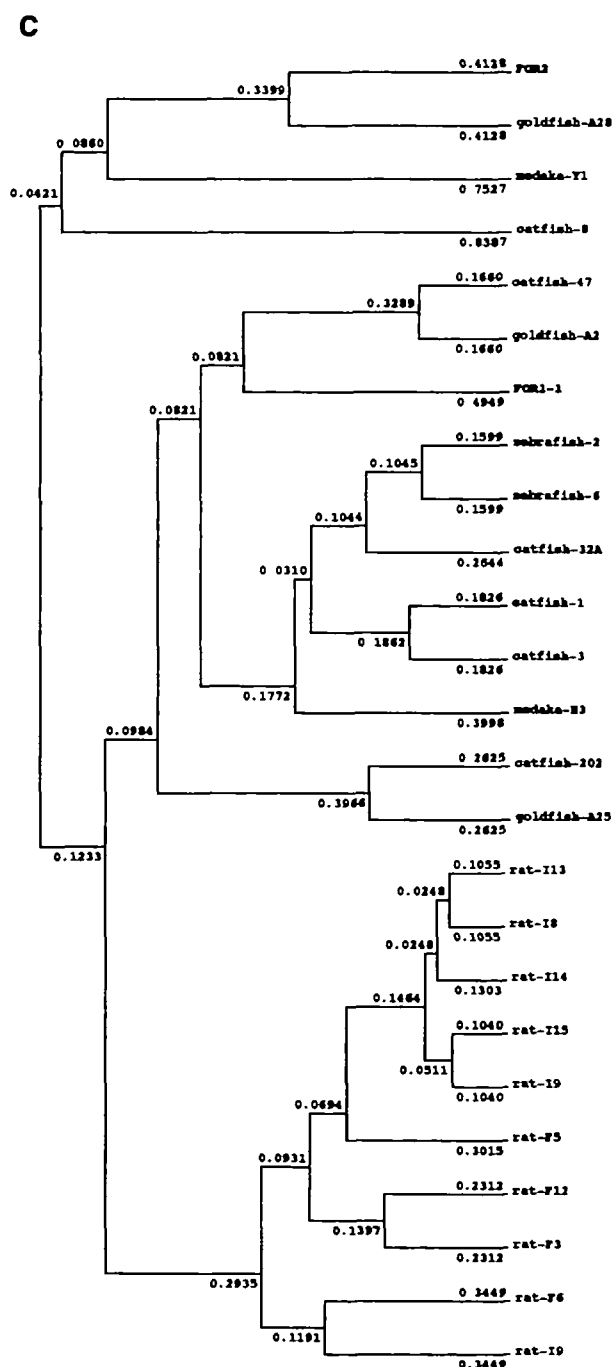 C
0.4128
FOR2
0.3399
goldfish-A28
0.4128
0 0860
medaka-Y1
0 7527
0.0421
catfish-8
0.8387
0.1660
catfish-47
0.3289
goldfish-A2
0.1660
0.0821
FOR1-1
0 4949
0.0821
0.1599
zebrafish-2
0.1045
zebrafish-6
0.1599
0.1044
catfish-32A
0.2644
0 0310
0.1826
catfish-1
0 1862
catfish-3
0.1826
0.1772
medaka-E3
0.3998
0.0984
0 2625
catfish-202
0.3966
goldfish-A25
0.2625
0.1233
0.1055
rat-I13
0.0248
rat-I8
0.1055
0.0248
rat-I14
0.1303
0.1464
0.1040
rat-I15
0.0511
rat-I9
0.1040
0.0694
rat-F5
0.3015
0.0931
0.2312
rat-F12
0.1397
rat-F3
0.2312
0.2935
0 3449
rat-F6
0.1191
rat-I9
0.3449